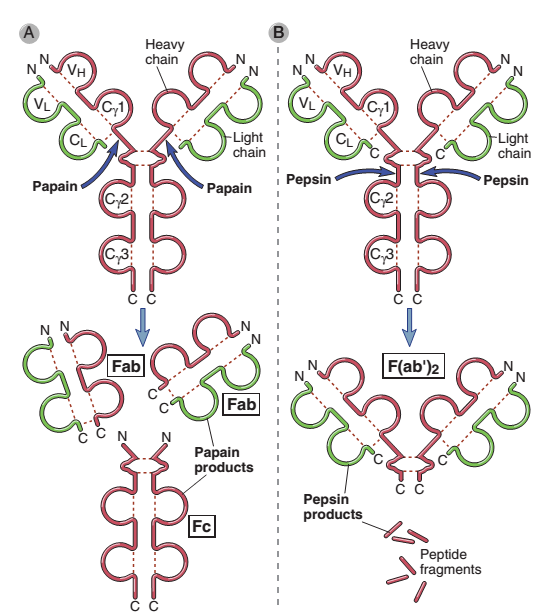 A
Heavy
chain
N
N
VH
N
N
VL
Cγ1
CL
Light
chain
Papain
Papain
Cγ2
Cγ3
C C
N
N
Fab
N
N
C
C
Fab
C
C
N
N
Papain
products
Fc
C C
B
Heavy
chain
N
N
VH
N
N
VL
Cγ1
CL
C
C
Light
chain
Pepsin
Pepsin
Cγ2
Cγ3
C C
F(ab')2
N
N
N
N
C
C
C C
Pepsin
products
Peptide
fragments